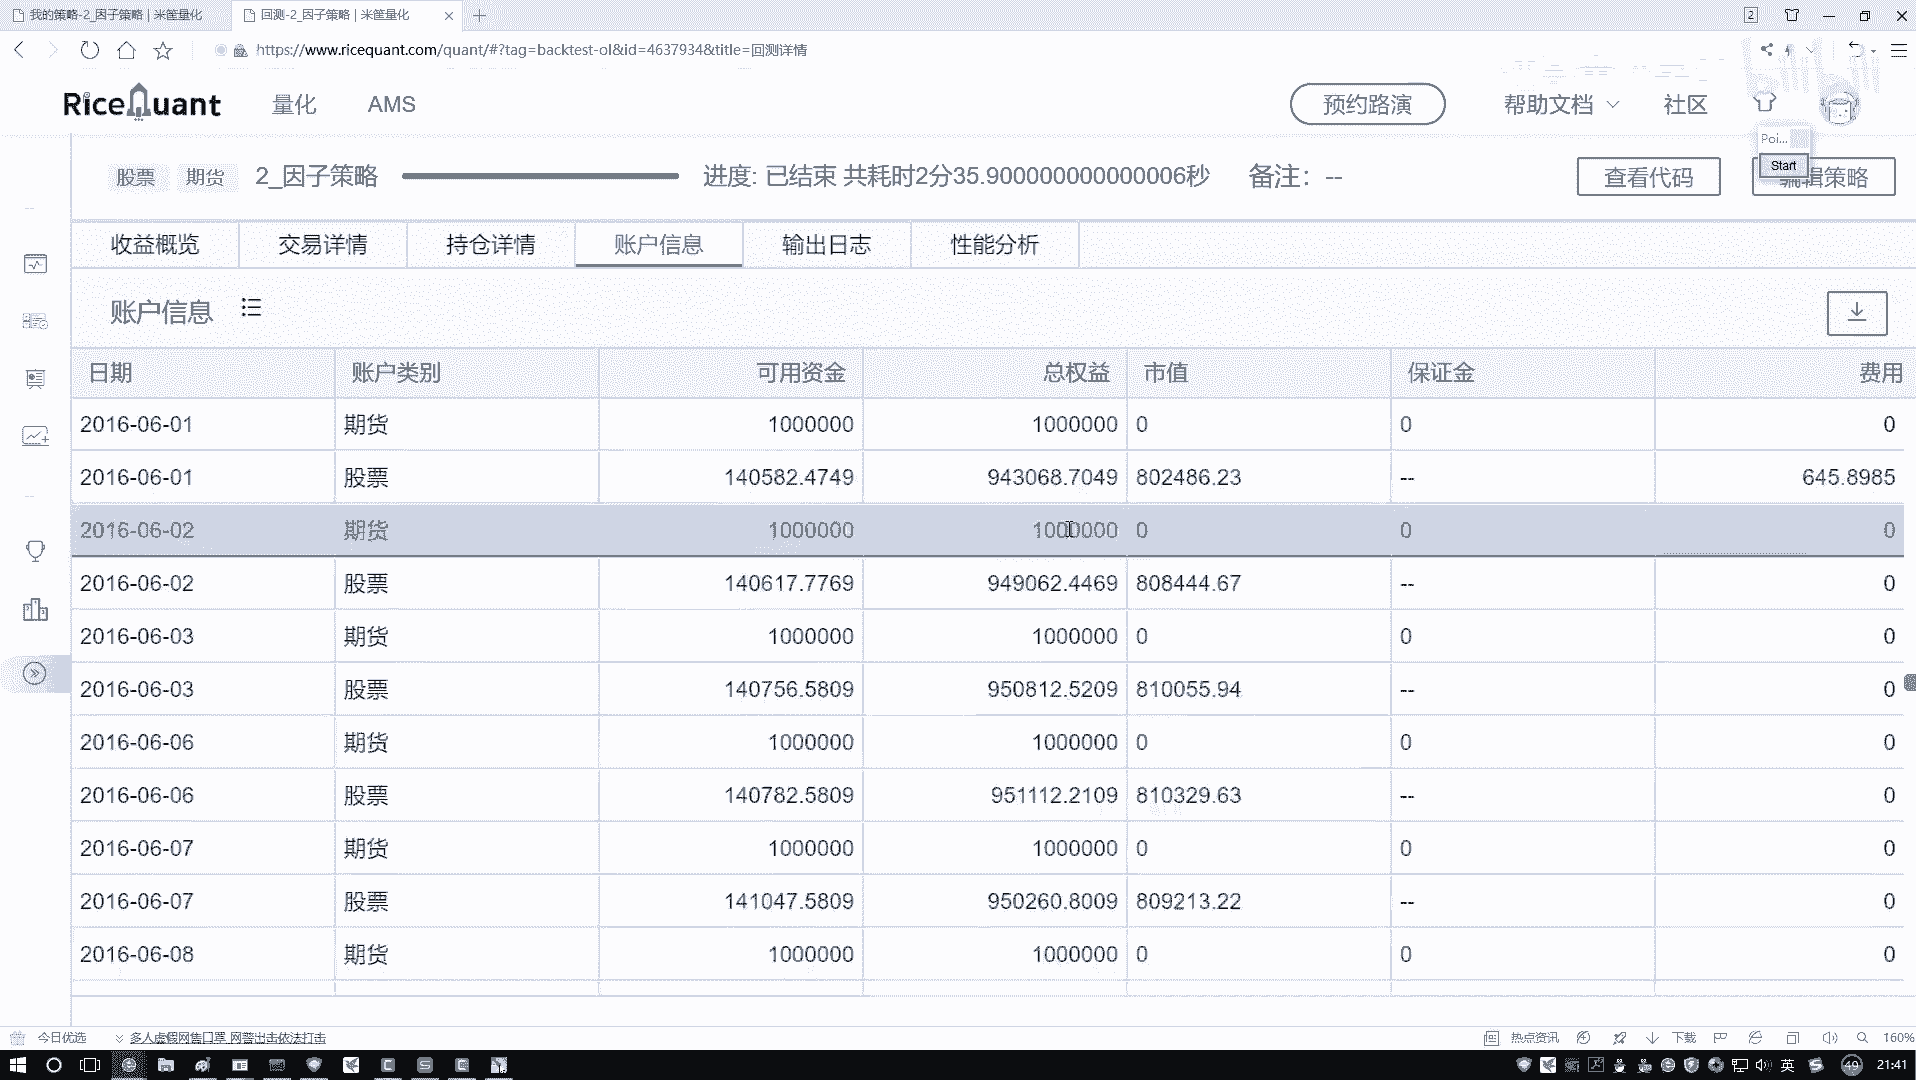 我的策略-2_因子策略 | 米筐量化
回测-2_因子策略 | 米筐量化
2
https://www.ricequant.com/quant/#?tag=backtest-ol&id=4637934&title=回测详情
RiceQuant 量化 AMS 预约路演 帮助文档 社区
Poi...
Start
股票 期货 2_因子策略 进度: 已结束 共耗时2分35.900000000000006秒 备注: -- 查看代码 编辑策略
收益概览 交易详情 持仓详情 账户信息 输出日志 性能分析
账户信息
日期 账户类别 可用资金 总权益 市值 保证金 费用
2016-06-01 期货 1000000 1000000 0 0 0
2016-06-01 股票 140582.4749 943068.7049 802486.23 -- 645.8985
2016-06-02 期货 1000000 1000000 0 0 0
2016-06-02 股票 140617.7769 949062.4469 808444.67 -- 0
2016-06-03 期货 1000000 1000000 0 0 0
2016-06-03 股票 140756.5809 950812.5209 810055.94 -- 0
2016-06-06 期货 1000000 1000000 0 0 0
2016-06-06 股票 140782.5809 951112.2109 810329.63 -- 0
2016-06-07 期货 1000000 1000000 0 0 0
2016-06-07 股票 141047.5809 950260.8009 809213.22 -- 0
2016-06-08 期货 1000000 1000000 0 0 0
今日优选 多人虚假网售口罩 网警出击依法打击 热点资讯 下载 160%
英 49 21:41